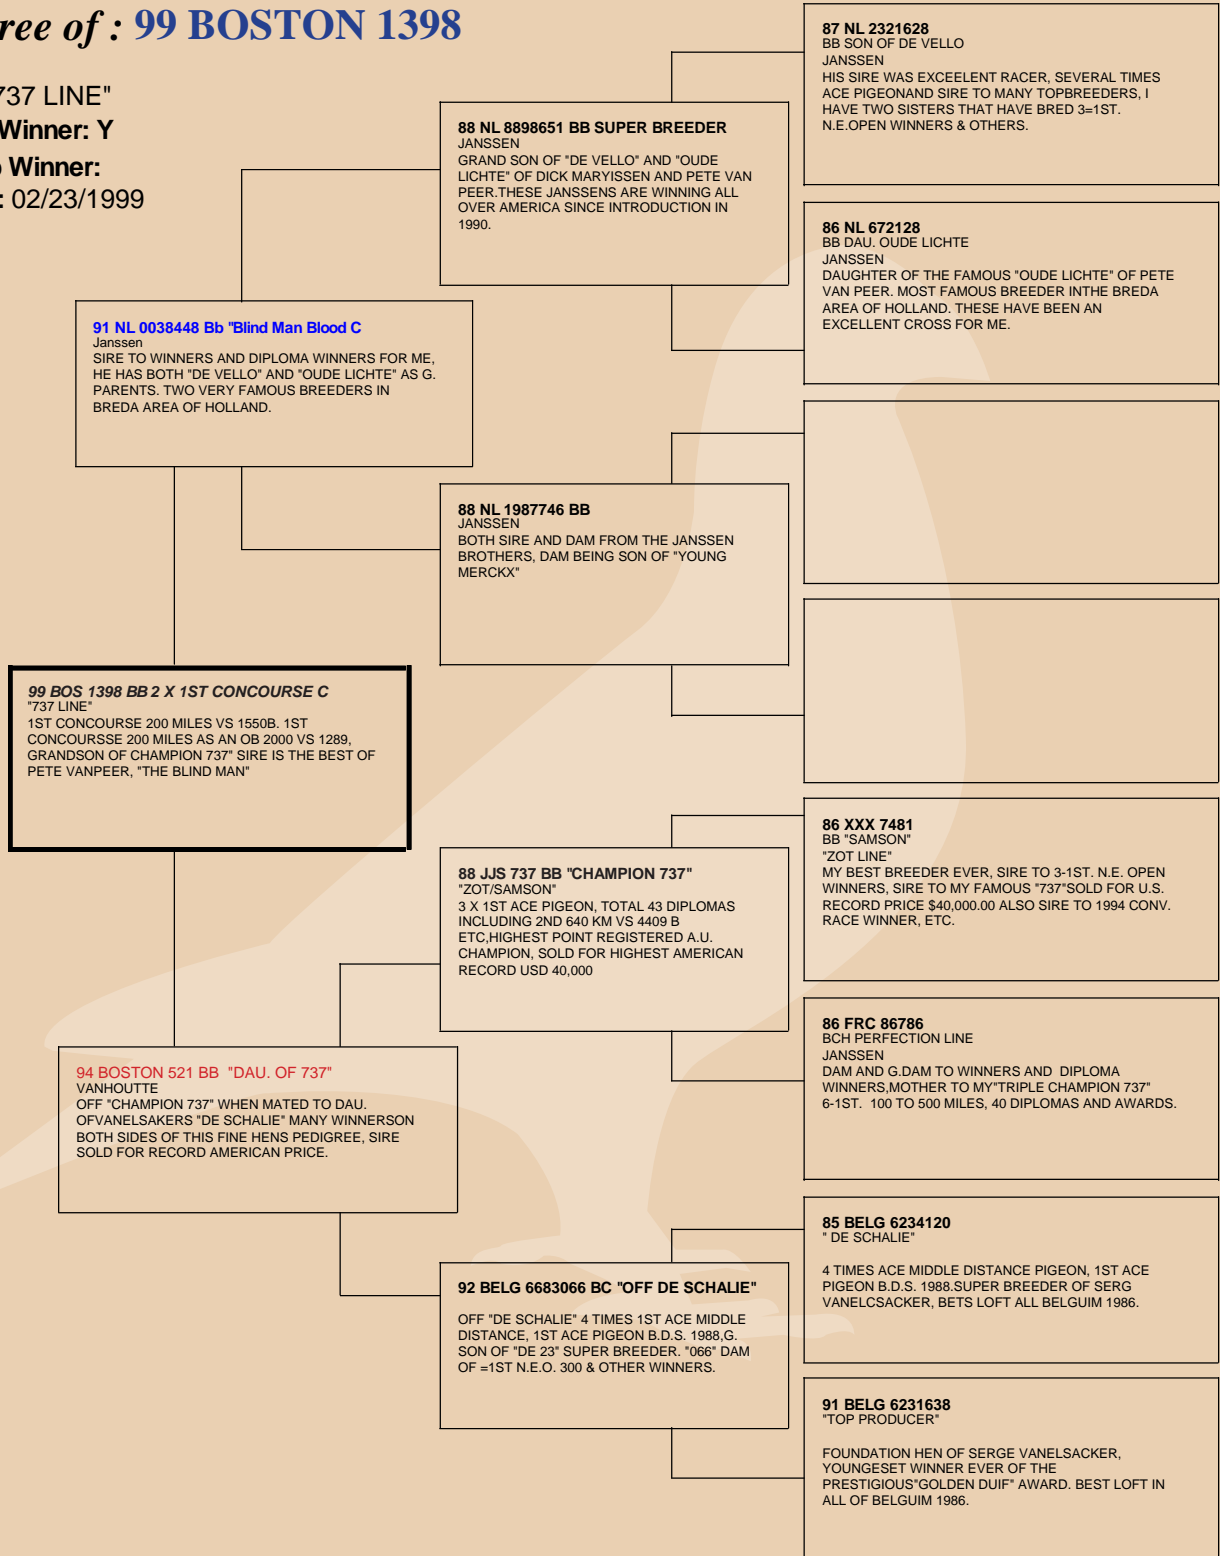 ree of : 99 BOSTON 1398
737 LINE"
Winner: Y
Winner:
: 02/23/1999
87 NL 2321628
BB SON OF DE VELLO
JANSSEN
HIS SIRE WAS EXCEELENT RACER, SEVERAL TIMES
ACE PIGEONAND SIRE TO MANY TOPBREEDERS, I
HAVE TWO SISTERS THAT HAVE BRED 3=1ST.
N.E.OPEN WINNERS & OTHERS.
88 NL 8898651 BB SUPER BREEDER
JANSSEN
GRAND SON OF "DE VELLO" AND "OUDE
LICHTE" OF DICK MARYISSEN AND PETE VAN
PEER.THESE JANSSENS ARE WINNING ALL
OVER AMERICA SINCE INTRODUCTION IN
1990.
86 NL 672128
BB DAU. OUDE LICHTE
JANSSEN
DAUGHTER OF THE FAMOUS "OUDE LICHTE" OF PETE
VAN PEER. MOST FAMOUS BREEDER INTHE BREDA
AREA OF HOLLAND. THESE HAVE BEEN AN
EXCELLENT CROSS FOR ME.
91 NL 0038448 Bb "Blind Man Blood C
Janssen
SIRE TO WINNERS AND DIPLOMA WINNERS FOR ME,
HE HAS BOTH "DE VELLO" AND "OUDE LICHTE" AS G.
PARENTS. TWO VERY FAMOUS BREEDERS IN
BREDA AREA OF HOLLAND.
88 NL 1987746 BB
JANSSEN
BOTH SIRE AND DAM FROM THE JANSSEN
BROTHERS, DAM BEING SON OF "YOUNG
MERCKX"
99 BOS 1398 BB 2 X 1ST CONCOURSE C
"737 LINE"
1ST CONCOURSE 200 MILES VS 1550B. 1ST
CONCOURSSE 200 MILES AS AN OB 2000 VS 1289,
GRANDSON OF CHAMPION 737" SIRE IS THE BEST OF
PETE VANPEER, "THE BLIND MAN"
86 XXX 7481
BB "SAMSON"
"ZOT LINE"
MY BEST BREEDER EVER, SIRE TO 3-1ST. N.E. OPEN
WINNERS, SIRE TO MY FAMOUS "737"SOLD FOR U.S.
RECORD PRICE $40,000.00 ALSO SIRE TO 1994 CONV.
RACE WINNER, ETC.
88 JJS 737 BB "CHAMPION 737"
"ZOT/SAMSON"
3 X 1ST ACE PIGEON, TOTAL 43 DIPLOMAS
INCLUDING 2ND 640 KM VS 4409 B
ETC,HIGHEST POINT REGISTERED A.U.
CHAMPION, SOLD FOR HIGHEST AMERICAN
RECORD USD 40,000
86 FRC 86786
BCH PERFECTION LINE
JANSSEN
DAM AND G.DAM TO WINNERS AND  DIPLOMA
WINNERS,MOTHER TO MY"TRIPLE CHAMPION 737"
6-1ST.  100 TO 500 MILES, 40 DIPLOMAS AND AWARDS.
94 BOSTON 521 BB  "DAU. OF 737"
VANHOUTTE
OFF "CHAMPION 737" WHEN MATED TO DAU.
OFVANELSAKERS "DE SCHALIE" MANY WINNERSON
BOTH SIDES OF THIS FINE HENS PEDIGREE, SIRE
SOLD FOR RECORD AMERICAN PRICE.
85 BELG 6234120
" DE SCHALIE"
4 TIMES ACE MIDDLE DISTANCE PIGEON, 1ST ACE
PIGEON B.D.S. 1988.SUPER BREEDER OF SERG
VANELCSACKER, BETS LOFT ALL BELGUIM 1986.
92 BELG 6683066 BC "OFF DE SCHALIE"
OFF "DE SCHALIE" 4 TIMES 1ST ACE MIDDLE
DISTANCE, 1ST ACE PIGEON B.D.S. 1988,G.
SON OF "DE 23" SUPER BREEDER. "066" DAM
OF =1ST N.E.O. 300 & OTHER WINNERS.
91 BELG 6231638
"TOP PRODUCER"
FOUNDATION HEN OF SERGE VANELSACKER,
YOUNGESET WINNER EVER OF THE
PRESTIGIOUS"GOLDEN DUIF" AWARD. BEST LOFT IN
ALL OF BELGUIM 1986.